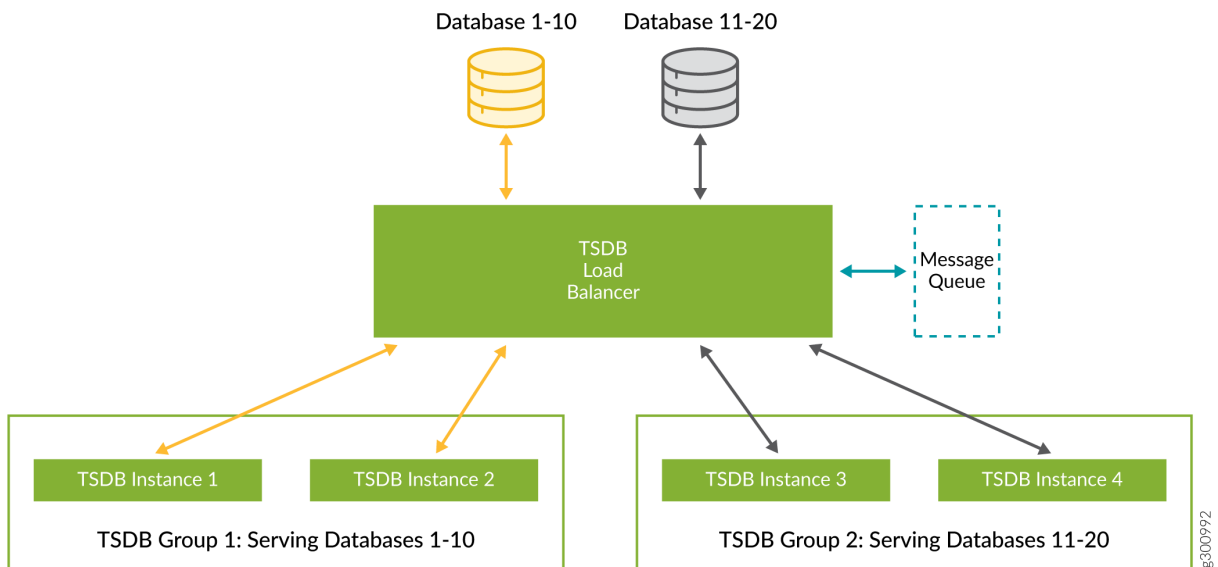 Database 1-10
Database 11-20
TSDB
Load
Balancer
Message
Queue
TSDB Instance 1
TSDB Instance 2
TSDB Instance 3
TSDB Instance 4
TSDB Group 1: Serving Databases 1-10
TSDB Group 2: Serving Databases 11-20
g300992